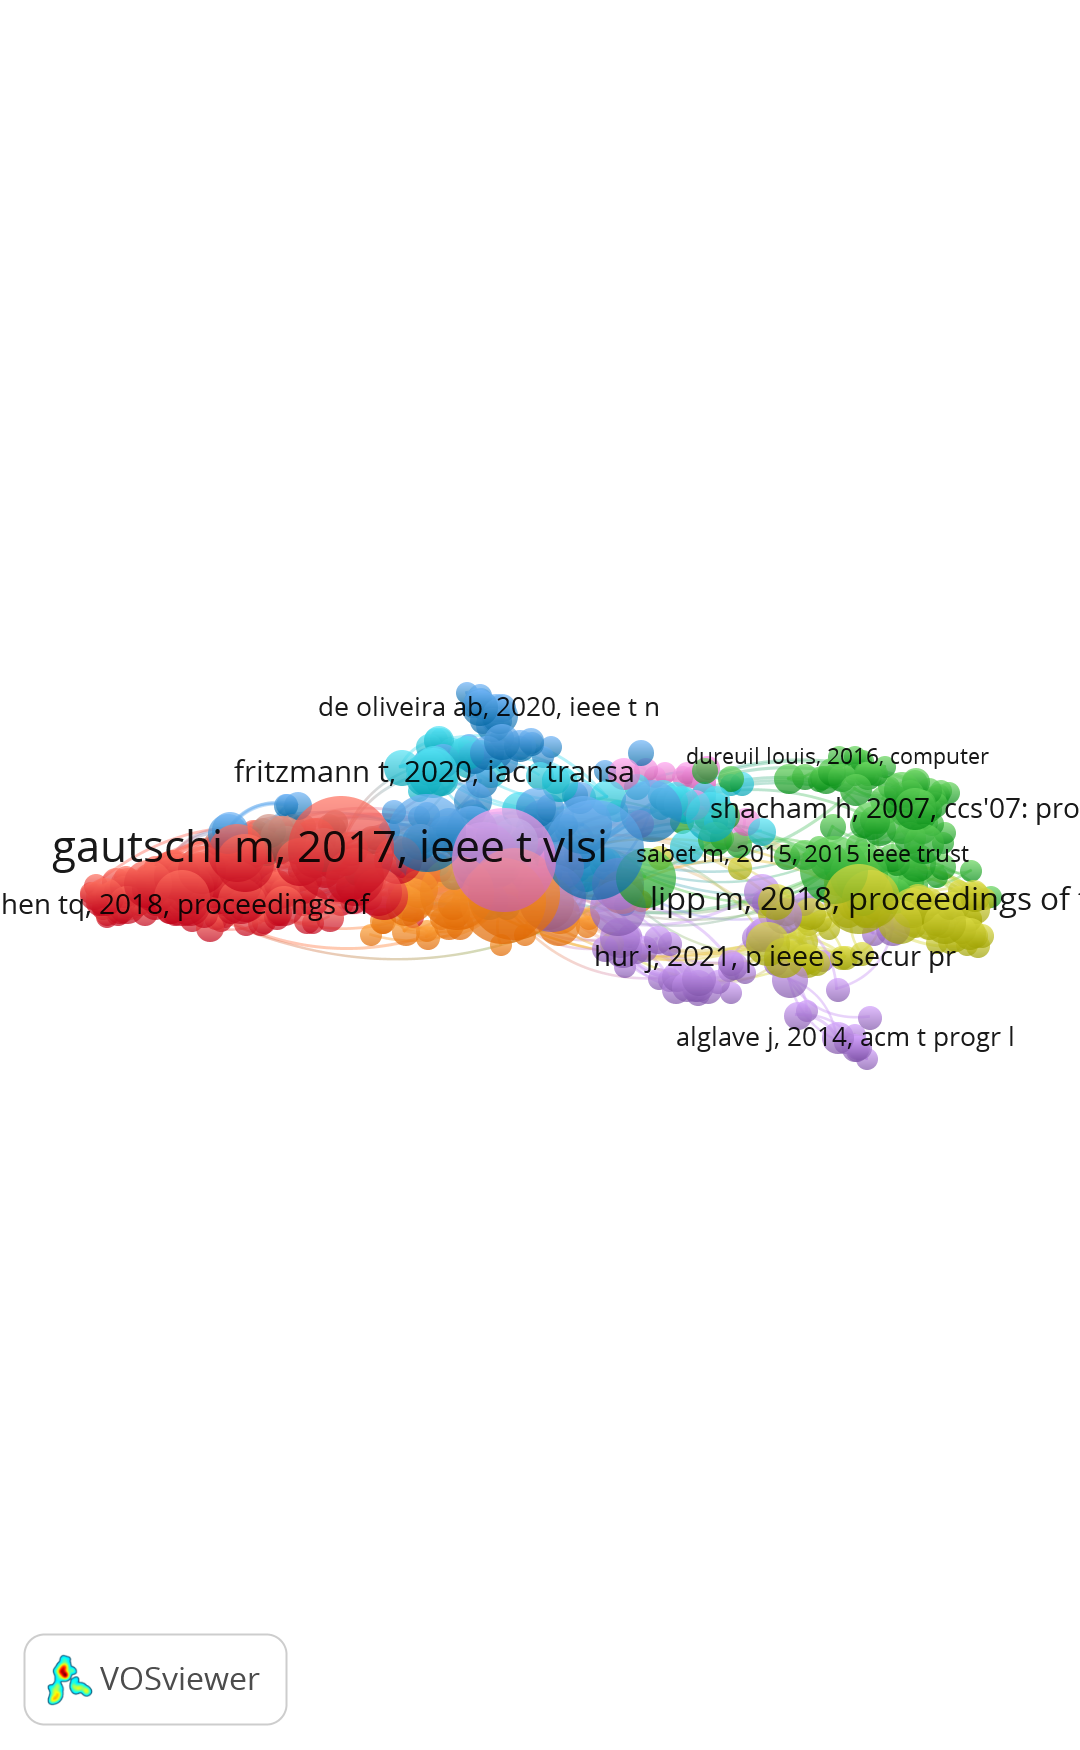 de oliveira ab, 2020, ieee t n
dureuil louis, 2016, computer
fritzmann t, 2020, iacr transa
shacham h, 2007, ccs'07: pro
gautschi m, 2017, ieee t vlsi
sabet m, 2015, 2015 ieee trust
hen tq, 2018, proceedings of
lipp m, 2018, proceedings of
hur j, 2021, p ieee s secur pr
alglave j, 2014, acm t progr l
VOSviewer